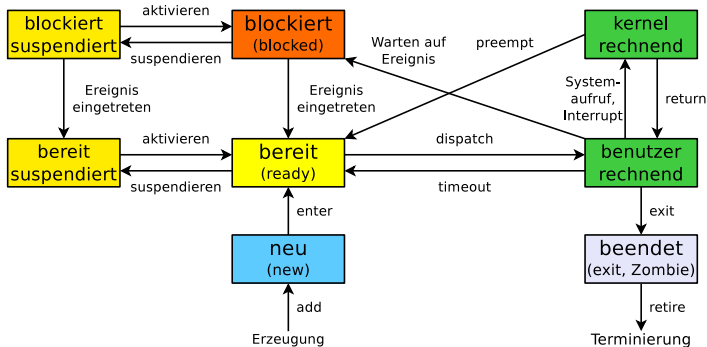 blockiert
suspendiert
aktivieren
suspendieren
blockiert
(blocked)
Warten auf
Ereignis
preempt
kernel
rechnend
Ereignis
eingetreten
Ereignis
eingetreten
System-
aufruf,
Interrupt
return
bereit
suspendiert
aktivieren
suspendieren
bereit
(ready)
dispatch
timeout
benutzer
rechnend
enter
exit
neu
(new)
beendet
(exit, Zombie)
add
retire
Erzeugung
Terminierung